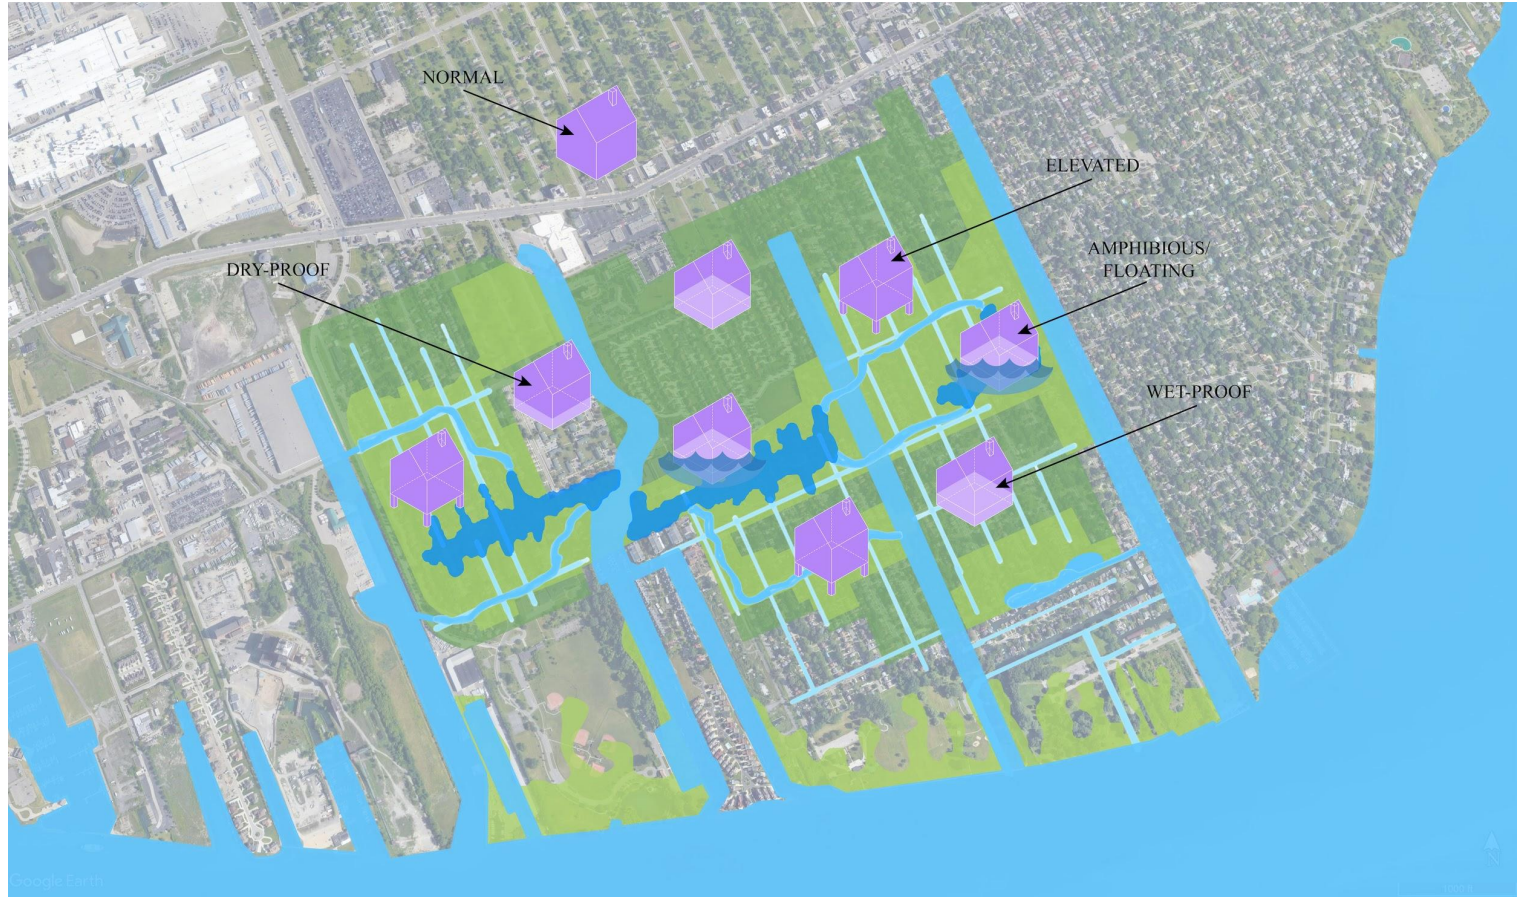 NORMAL
ELEVATED
AMPHIBIOUS/
FLOATING
DRY-PROOF
WET-PROOF
Google Earth